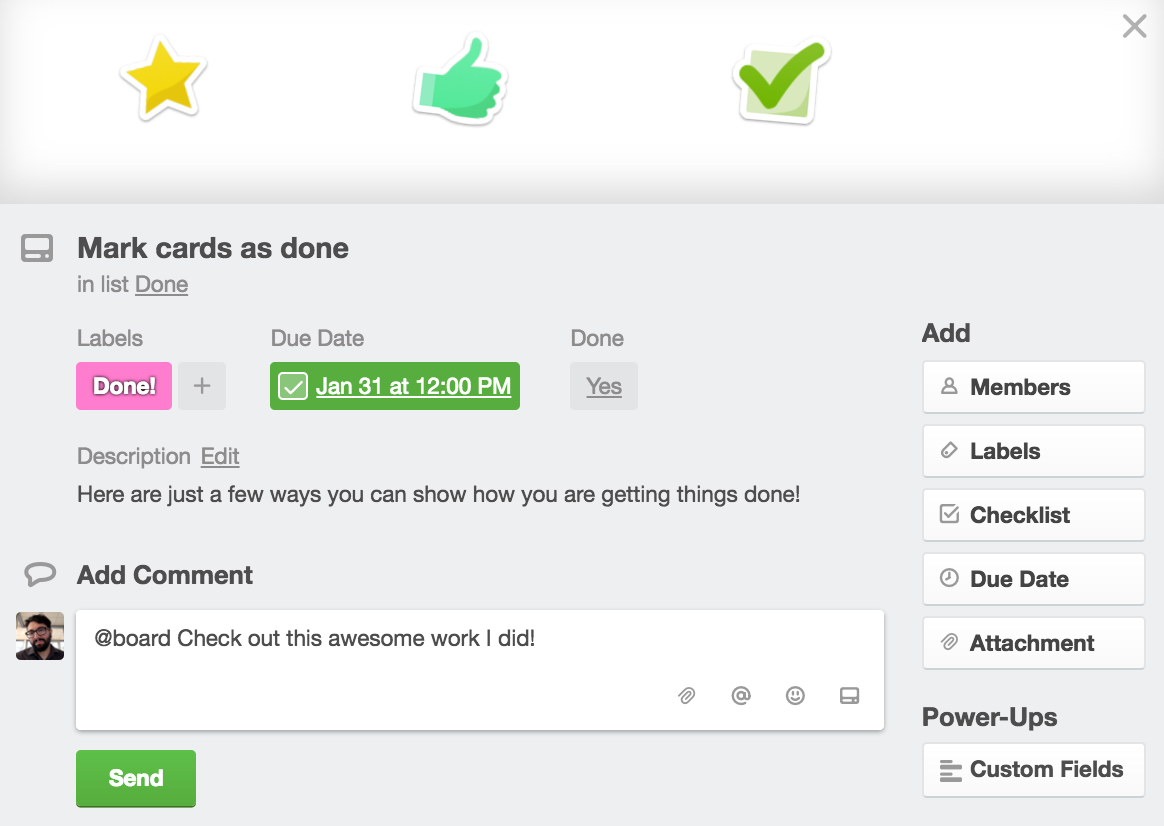 Mark cards as done
in list Done
Labels
Due Date
Done
Done!
+
Jan 31 at 12:00 PM
Yes
Description Edit
Here are just a few ways you can show how you are getting things done!
Add Comment
@board Check out this awesome work I did!
@
Send
Add
Members
Labels
Checklist
Due Date
Attachment
Power-Ups
Custom Fields